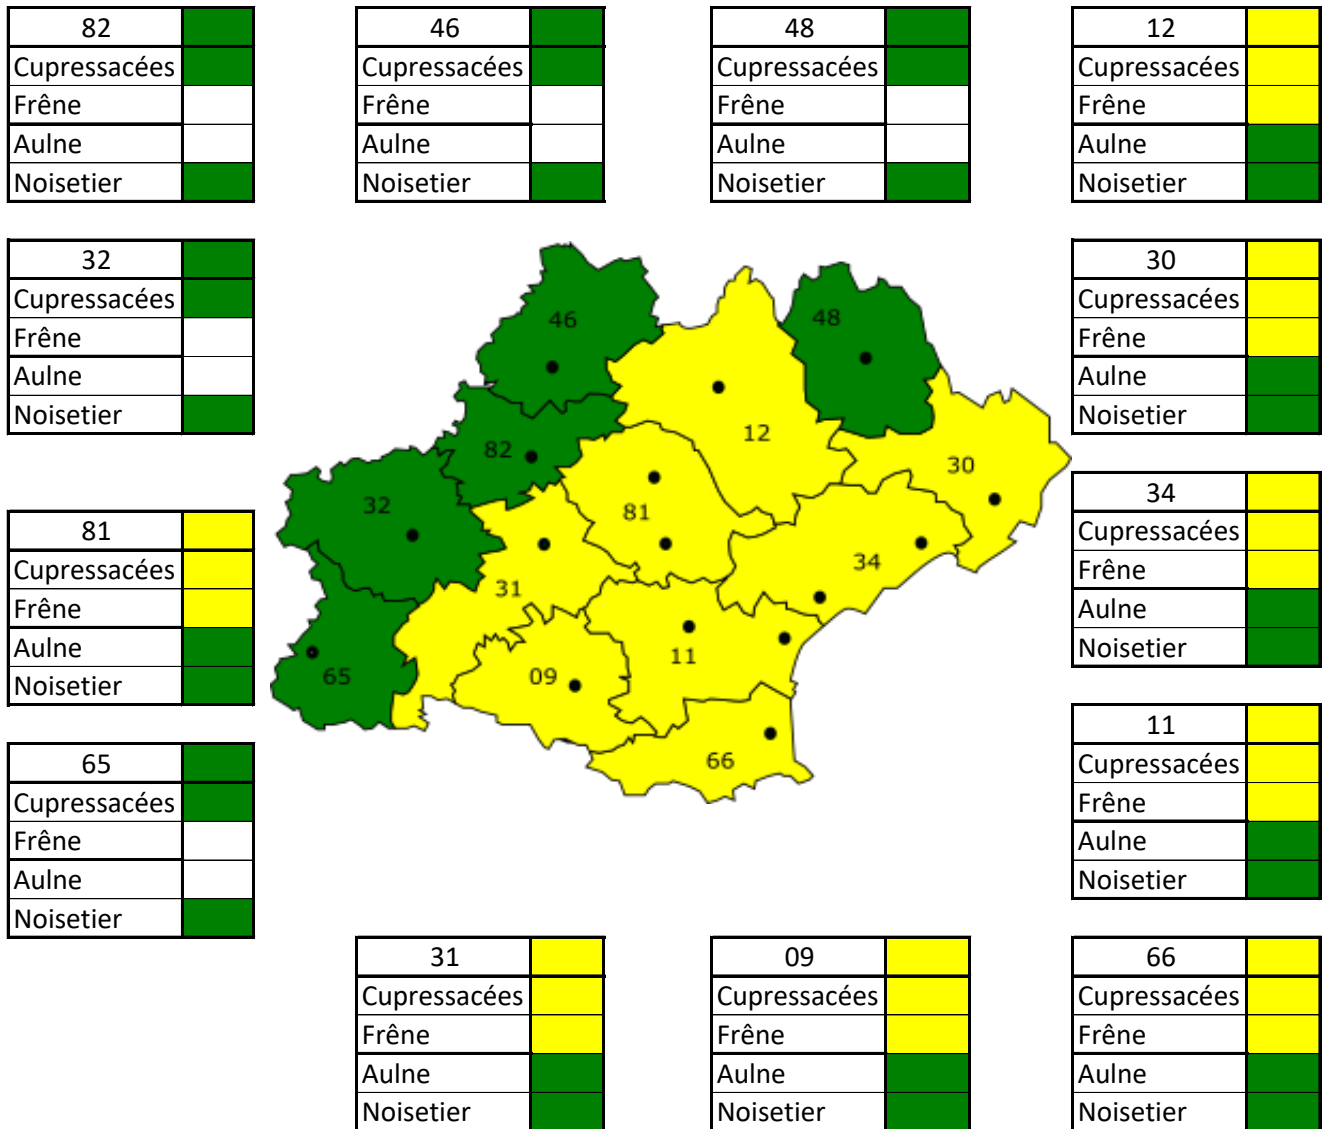 82
Cupressacées
Frêne
Aulne
Noisetier
46
Cupressacées
Frêne
Aulne
Noisetier
48
Cupressacées
Frêne
Aulne
Noisetier
12
Cupressacées
Frêne
Aulne
Noisetier
32
Cupressacées
Frêne
Aulne
Noisetier
30
Cupressacées
Frêne
Aulne
Noisetier
46
48
12
82
30
32
81
34
31
11
65
09
66
81
Cupressacées
Frêne
Aulne
Noisetier
34
Cupressacées
Frêne
Aulne
Noisetier
65
Cupressacées
Frêne
Aulne
Noisetier
11
Cupressacées
Frêne
Aulne
Noisetier
31
Cupressacées
Frêne
Aulne
Noisetier
09
Cupressacées
Frêne
Aulne
Noisetier
66
Cupressacées
Frêne
Aulne
Noisetier